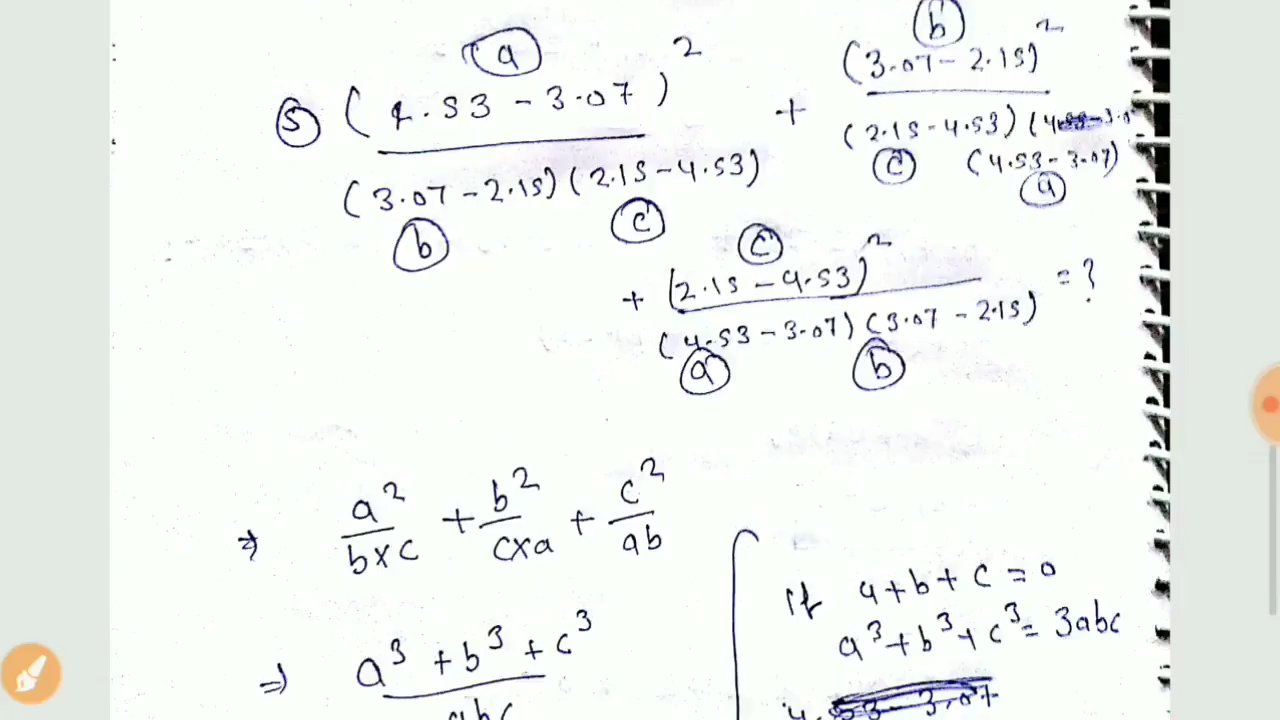 (a)
(5) (4.53 - 3.07)² / (3.07 - 2.15) (2.15 - 4.53) +
(b) (c)
(b)
(3.07 - 2.15)² / (2.15 - 4.53) (4.53 - 3.07)
(c) (a)
(c)
+ (2.15 - 4.53)² / (4.53 - 3.07) (3.07 - 2.15) = ?
(a) (b)
⇒ a² / b×c + b² / c×a + c² / ab
⇒ a³ + b³ + c³ / abc
If a+b+c = 0
a³ + b³ + c³ = 3abc